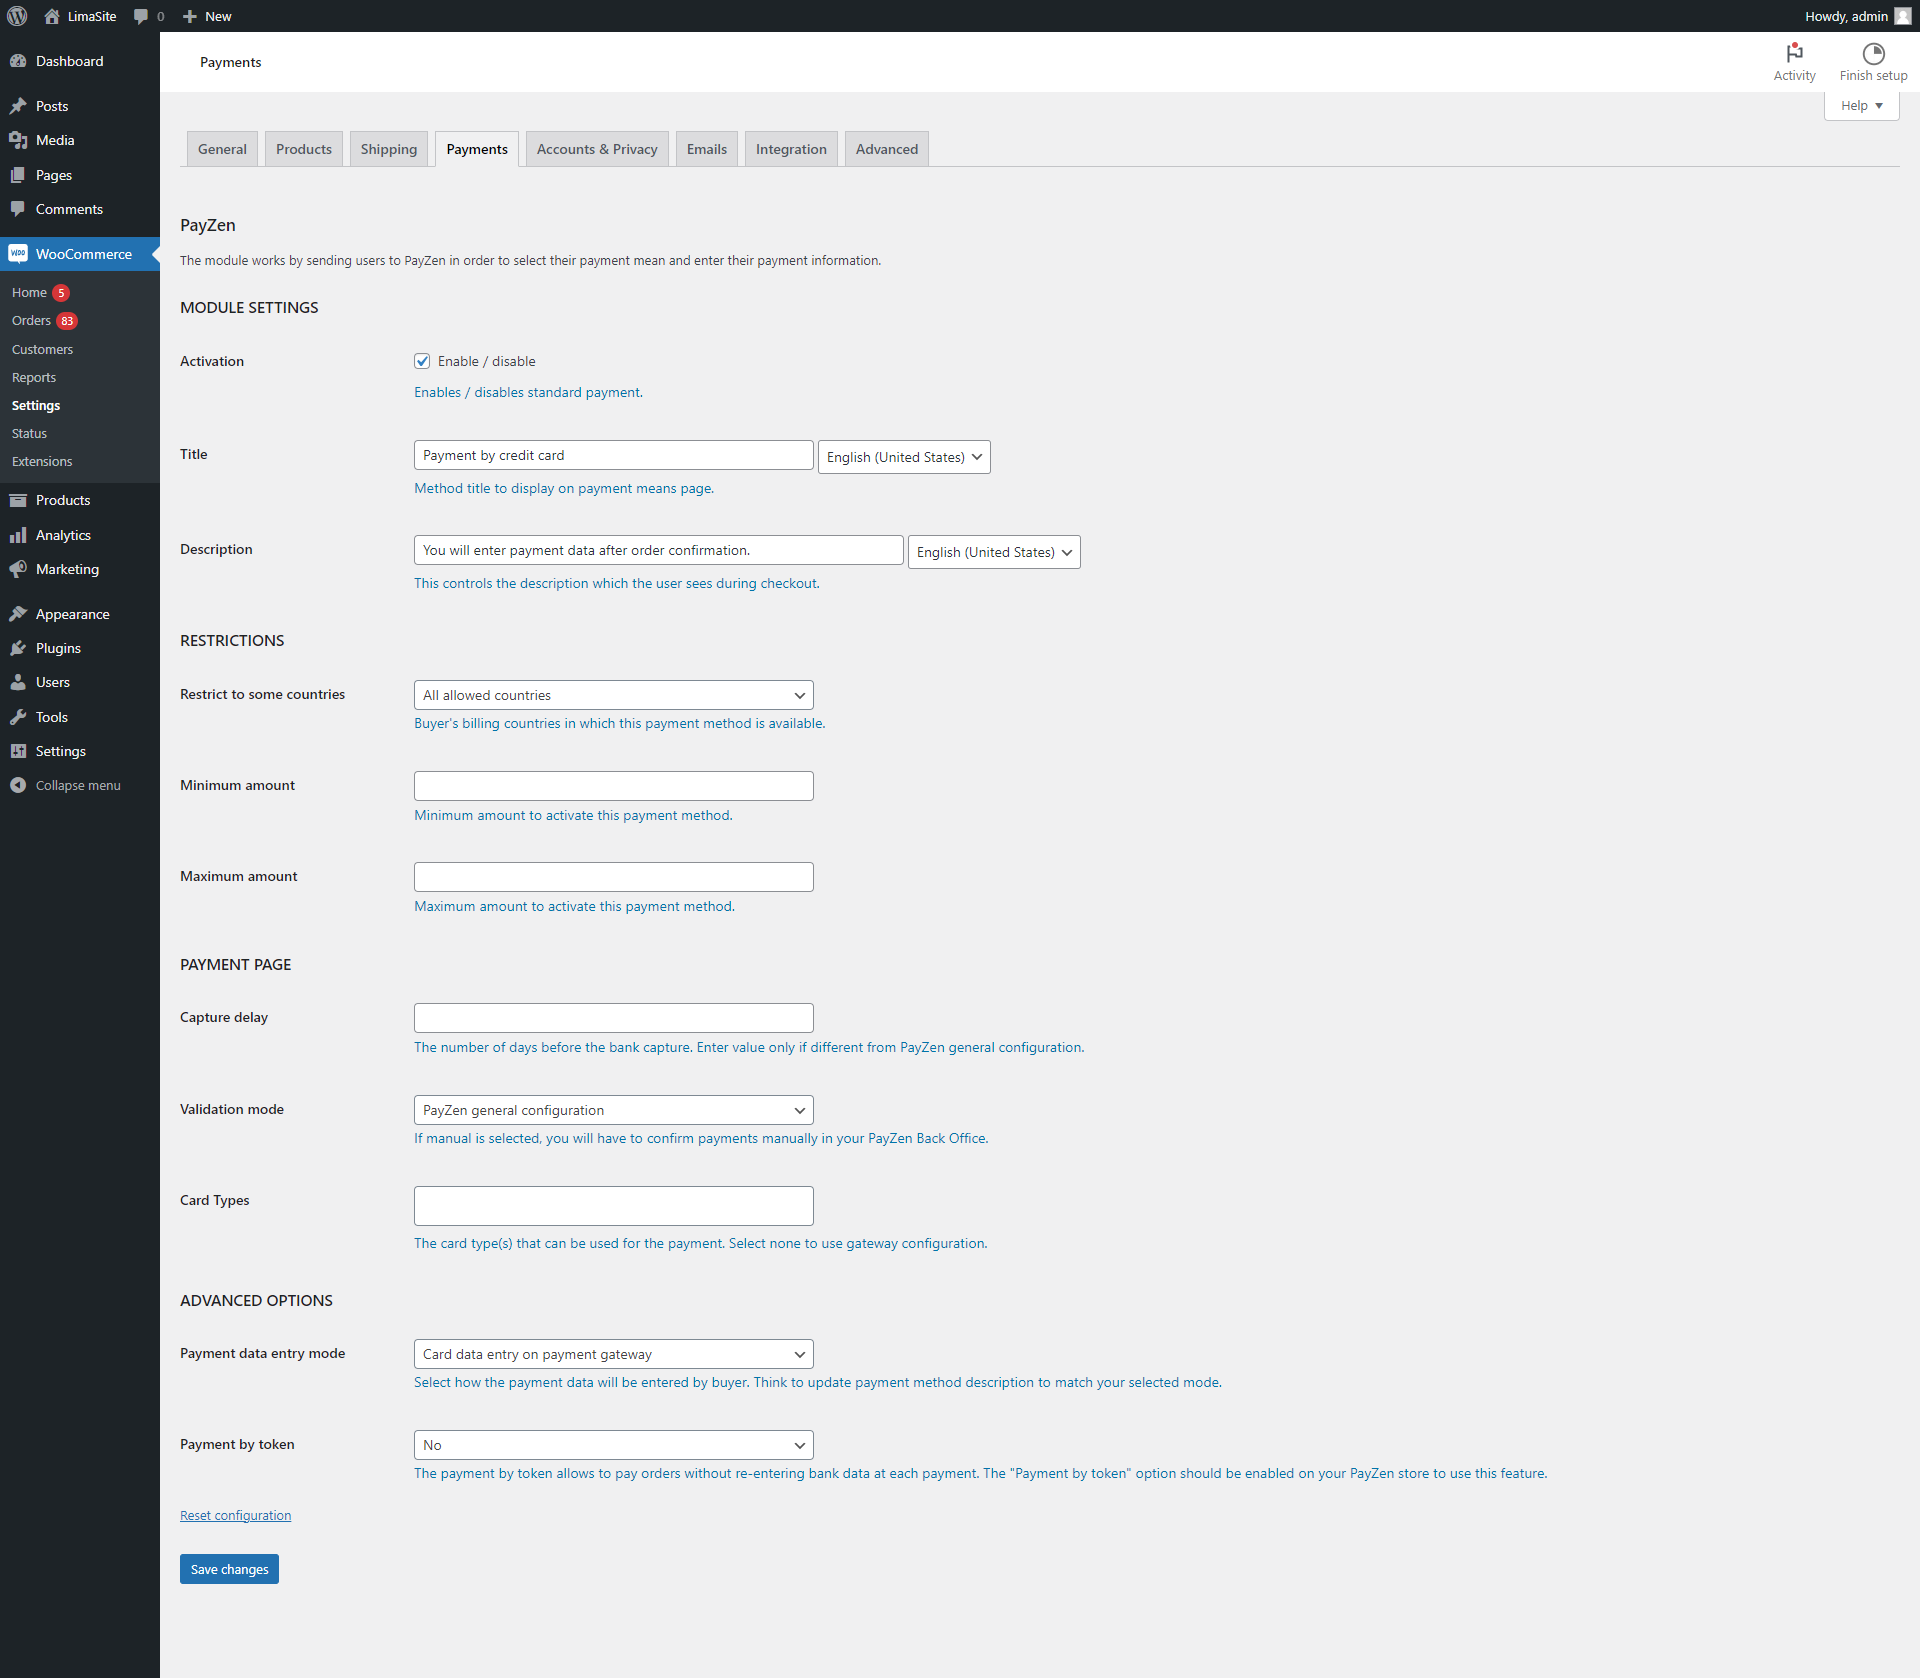 LimaSite
0
New
Howdy, admin
Dashboard
Posts
Media
Pages
Comments
WooCommerce
Home 5
Orders 83
Customers
Reports
Settings
Status
Extensions
Products
Analytics
Marketing
Appearance
Plugins
Users
Tools
Settings
Collapse menu
Payments
Activity
Finish setup
Help
General
Products
Shipping
Payments
Accounts & Privacy
Emails
Integration
Advanced
PayZen
The module works by sending users to PayZen in order to select their payment mean and enter their payment information.
MODULE SETTINGS
Activation
Enable / disable
Enables / disables standard payment.
Title
Payment by credit card
English (United States)
Method title to display on payment means page.
Description
You will enter payment data after order confirmation.
English (United States)
This controls the description which the user sees during checkout.
RESTRICTIONS
Restrict to some countries
All allowed countries
Buyer's billing countries in which this payment method is available.
Minimum amount
Minimum amount to activate this payment method.
Maximum amount
Maximum amount to activate this payment method.
PAYMENT PAGE
Capture delay
The number of days before the bank capture. Enter value only if different from PayZen general configuration.
Validation mode
PayZen general configuration
If manual is selected, you will have to confirm payments manually in your PayZen Back Office.
Card Types
The card type(s) that can be used for the payment. Select none to use gateway configuration.
ADVANCED OPTIONS
Payment data entry mode
Card data entry on payment gateway
Select how the payment data will be entered by buyer. Think to update payment method description to match your selected mode.
Payment by token
No
The payment by token allows to pay orders without re-entering bank data at each payment. The "Payment by token" option should be enabled on your PayZen store to use this feature.
Reset configuration
Save changes